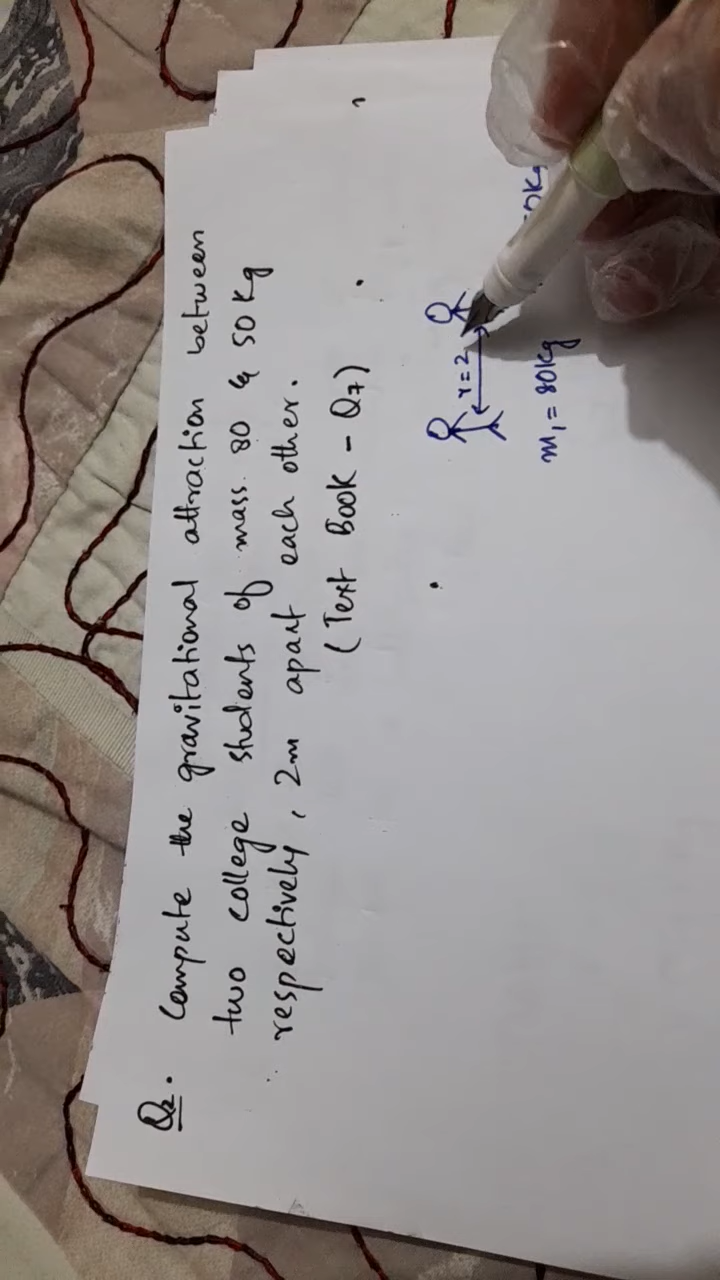 Q2. Compute the gravitational attraction between
two college students of mass. 80 & 50 Kg
respectively, 2m apart each other.
(Text Book - Q7)
r = 2
m₁ = 80kg